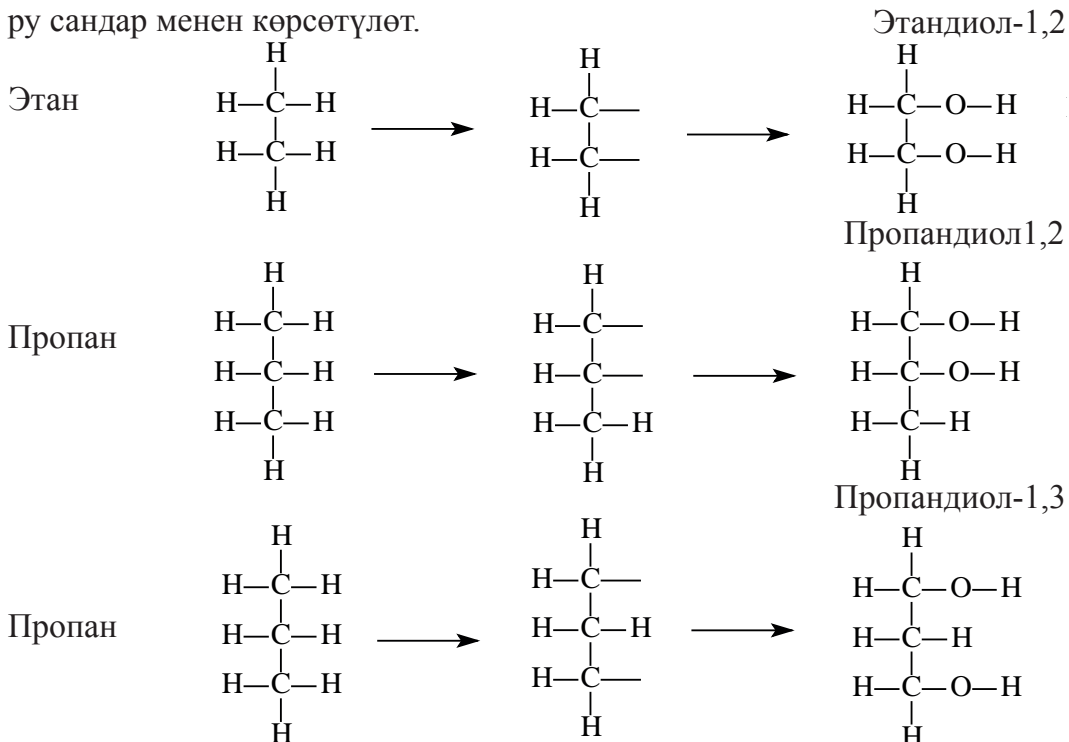 ру сандар менен көрсөтүлөт.
Этандиол-1,2
H H H
Этан H—C—H H—C— H—C—O—H
H—C—H H—C— H—C—O—H
H H H
Пропандиол1,2
H H H
H—C—H H—C— H—C—O—H
Пропан H—C—H H—C— H—C—O—H
H—C—H H—C—H H—C—H
H H H
Пропандиол-1,3
H H H
H—C—H H—C— H—C—O—H
Пропан H—C—H H—C—H H—C—H
H—C—H H—C— H—C—O—H
H H H